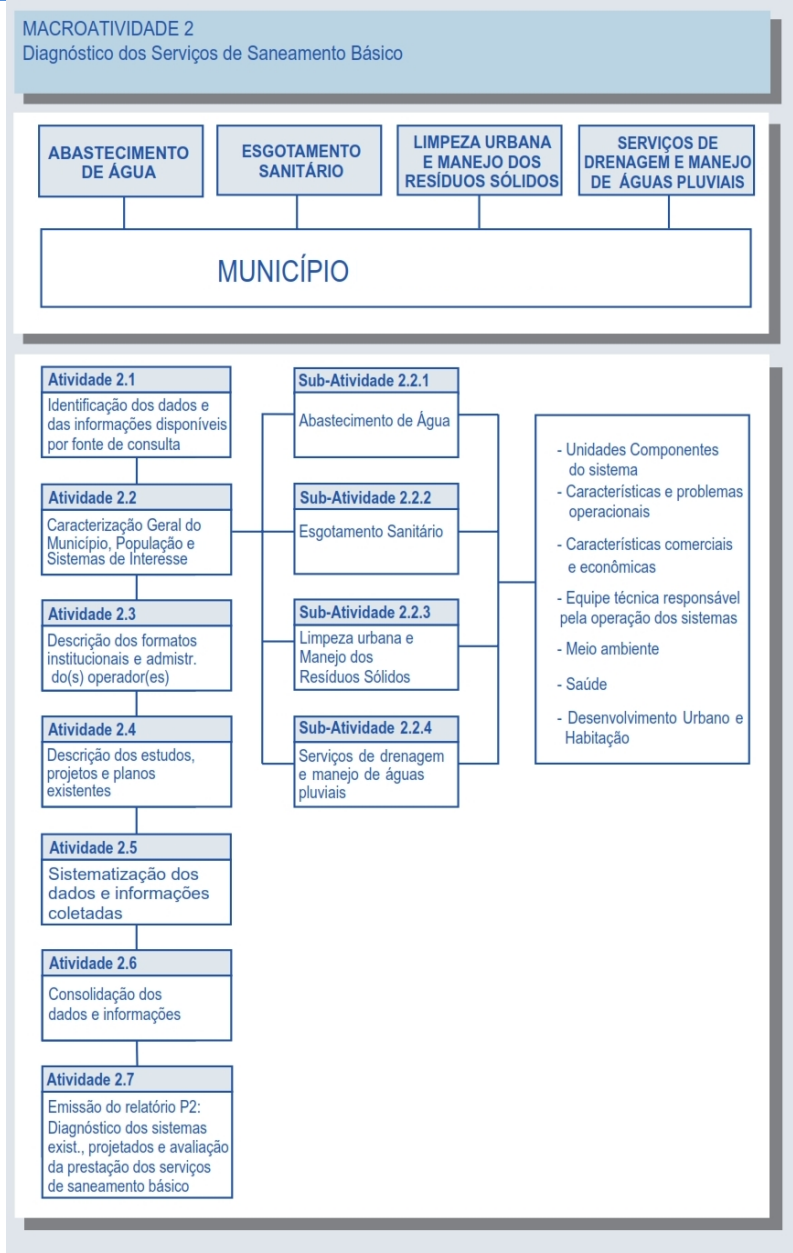 MACROATIVIDADE 2
Diagnóstico dos Serviços de Saneamento Básico
ABASTECIMENTO
DE ÁGUA
ESGOTAMENTO
SANITÁRIO
LIMPEZA URBANA
E MANEJO DOS
RESÍDUOS SÓLIDOS
SERVIÇOS DE
DRENAGEM E MANEJO
DE ÁGUAS PLUVIAIS
MUNICÍPIO
Atividade 2.1
Identificação dos dados e
das informações disponíveis
por fonte de consulta
Atividade 2.2
Caracterização Geral do
Município, População e
Sistemas de Interesse
Atividade 2.3
Descrição dos formatos
institucionais e admistr.
do(s) operador(es)
Atividade 2.4
Descrição dos estudos,
projetos e planos
existentes
Atividade 2.5
Sistematização dos
dados e informações
coletadas
Atividade 2.6
Consolidação dos
dados e informações
Atividade 2.7
Emissão do relatório P2:
Diagnóstico dos sistemas
exist., projetados e avaliação
da prestação dos serviços
de saneamento básico
Sub-Atividade 2.2.1
Abastecimento de Água
Sub-Atividade 2.2.2
Esgotamento Sanitário
Sub-Atividade 2.2.3
Limpeza urbana e
Manejo dos
Resíduos Sólidos
Sub-Atividade 2.2.4
Serviços de drenagem
e manejo de águas
pluviais
- Unidades Componentes
do sistema
- Características e problemas
operacionais
- Características comerciais
e econômicas
- Equipe técnica responsável
pela operação dos sistemas
- Meio ambiente
- Saúde
- Desenvolvimento Urbano e
Habitação